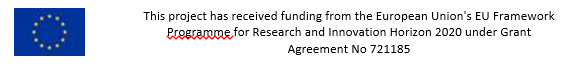 This project has received funding from the European Union's EU Framework
Programme for Research and Innovation Horizon 2020 under Grant
Agreement No 721185